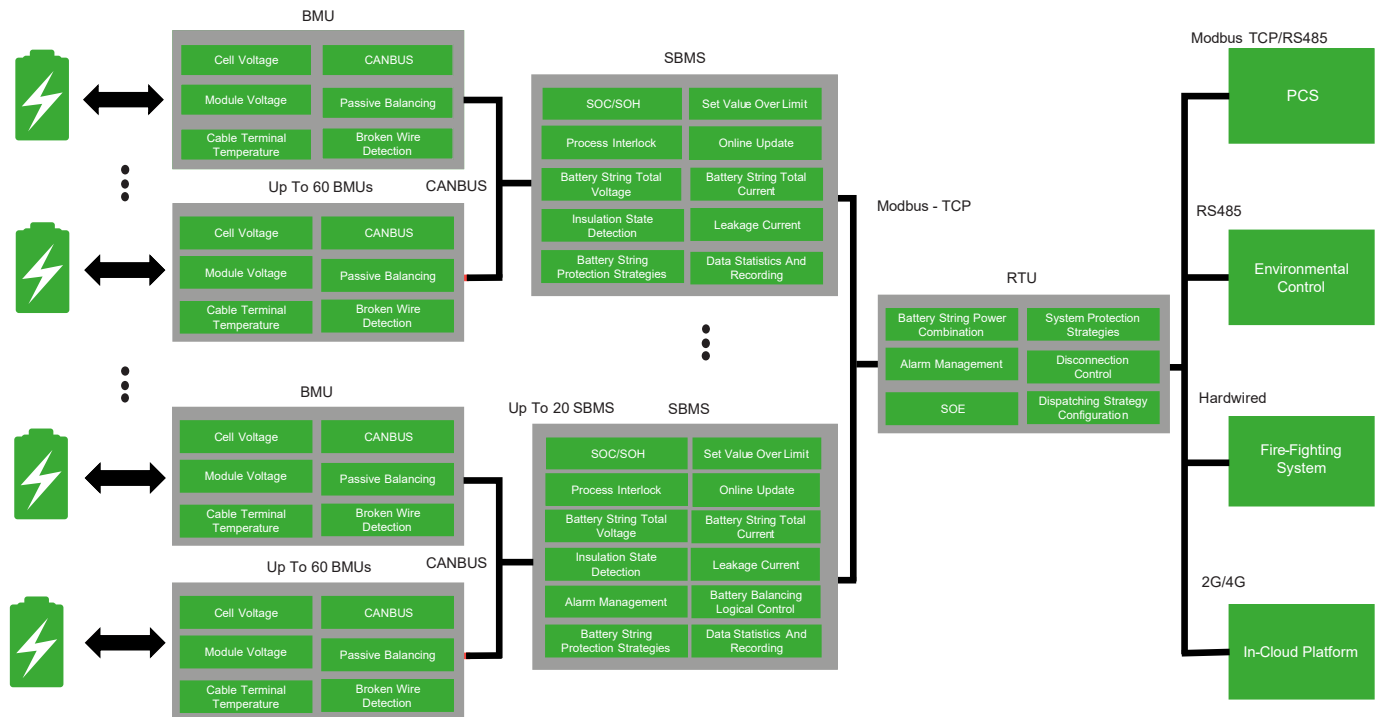 BMU
Cell Voltage
CANBUS
Module Voltage
Passive Balancing
Cable Terminal
Temperature
Broken Wire
Detection
Up To 60 BMUs
Cell Voltage
CANBUS
Module Voltage
Passive Balancing
Cable Terminal
Temperature
Broken Wire
Detection
CANBUS
BMU
Cell Voltage
CANBUS
Module Voltage
Passive Balancing
Cable Terminal
Temperature
Broken Wire
Detection
Up To 60 BMUs
Cell Voltage
CANBUS
Module Voltage
Passive Balancing
Cable Terminal
Temperature
Broken Wire
Detection
CANBUS
SBMS
SOC/SOH
Set Value Over Limit
Process Interlock
Online Update
Battery String Total
Voltage
Battery String Total
Current
Insulation State
Detection
Leakage Current
Battery String
Protection Strategies
Data Statistics And
Recording
Up To 20 SBMS
SBMS
SOC/SOH
Set Value Over Limit
Process Interlock
Online Update
Battery String Total
Voltage
Battery String Total
Current
Insulation State
Detection
Leakage Current
Alarm Management
Battery Balancing
Logical Control
Battery String
Protection Strategies
Data Statistics And
Recording
Modbus - TCP
RTU
Battery String Power
Combination
System Protection
Strategies
Alarm Management
Disconnection
Control
SOE
Dispatching Strategy
Configuration
Modbus TCP/RS485
PCS
RS485
Environmental
Control
Hardwired
Fire-Fighting
System
2G/4G
In-Cloud Platform